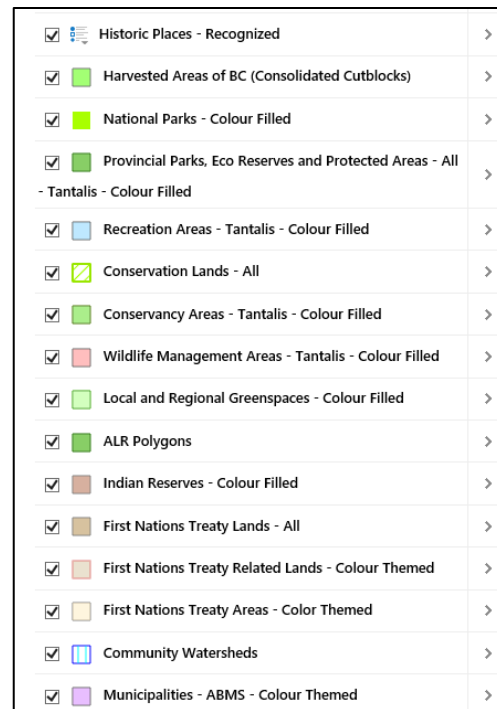 Historic Places - Recognized
Harvested Areas of BC (Consolidated Cutblocks)
National Parks - Colour Filled
Provincial Parks, Eco Reserves and Protected Areas - All
- Tantalis - Colour Filled
Recreation Areas - Tantalis - Colour Filled
Conservation Lands - All
Conservancy Areas - Tantalis - Colour Filled
Wildlife Management Areas - Tantalis - Colour Filled
Local and Regional Greenspaces - Colour Filled
ALR Polygons
Indian Reserves - Colour Filled
First Nations Treaty Lands - All
First Nations Treaty Related Lands - Colour Themed
First Nations Treaty Areas - Color Themed
Community Watersheds
Municipalities - ABMS - Colour Themed